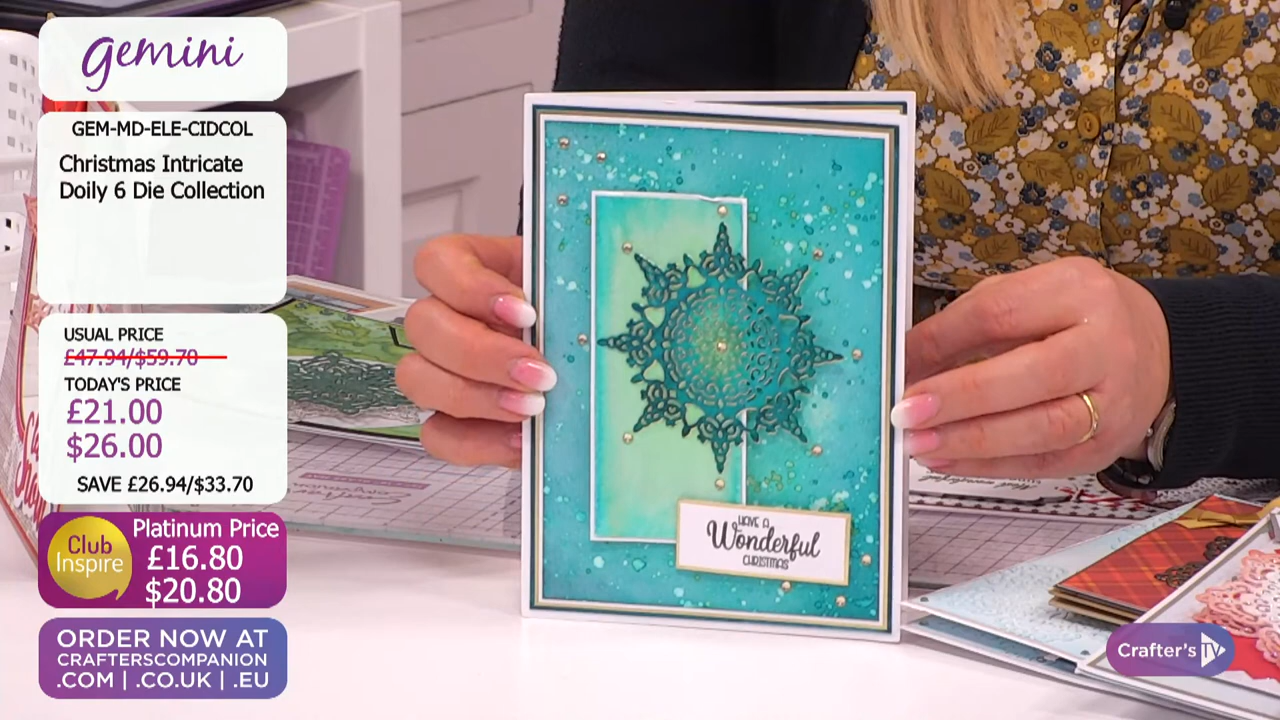 gemini
GEM-MD-ELE-CIDCOL
Christmas Intricate
Doily 6 Die Collection
USUAL PRICE
£47.94/$59.70
TODAY'S PRICE
£21.00
$26.00
SAVE £26.94/$33.70
Club
Inspire
Platinum Price
£16.80
$20.80
ORDER NOW AT
CRAFTERSCOMPANION
.COM | .CO.UK | .EU
HAVE A
Wonderful
CHRISTMAS
Crafter's TV